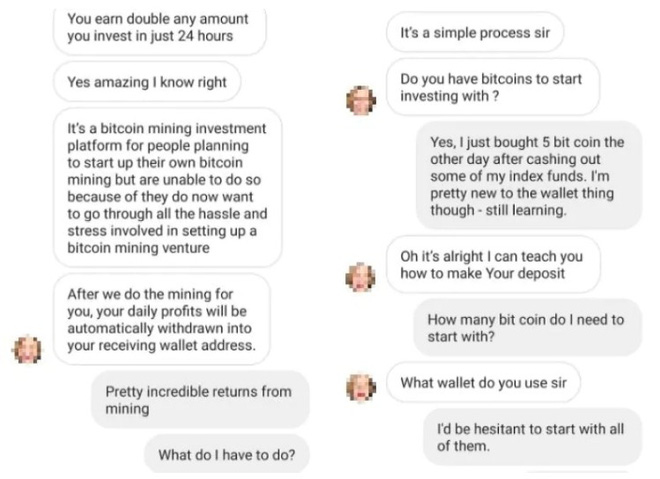 You earn double any amount
you invest in just 24 hours
Yes amazing I know right
It's a bitcoin mining investment
platform for people planning
to start up their own bitcoin
mining but are unable to do so
because of they do now want
to go through all the hassle and
stress involved in setting up a
bitcoin mining venture
After we do the mining for
you, your daily profits will be
automatically withdrawn into
your receiving wallet address.
Pretty incredible returns from
mining
What do I have to do?
It's a simple process sir
Do you have bitcoins to start
investing with ?
Yes, I just bought 5 bit coin the
other day after cashing out
some of my index funds. I'm
pretty new to the wallet thing
though - still learning.
Oh it's alright I can teach you
how to make Your deposit
How many bit coin do I need to
start with?
What wallet do you use sir
I'd be hesitant to start with all
of them.